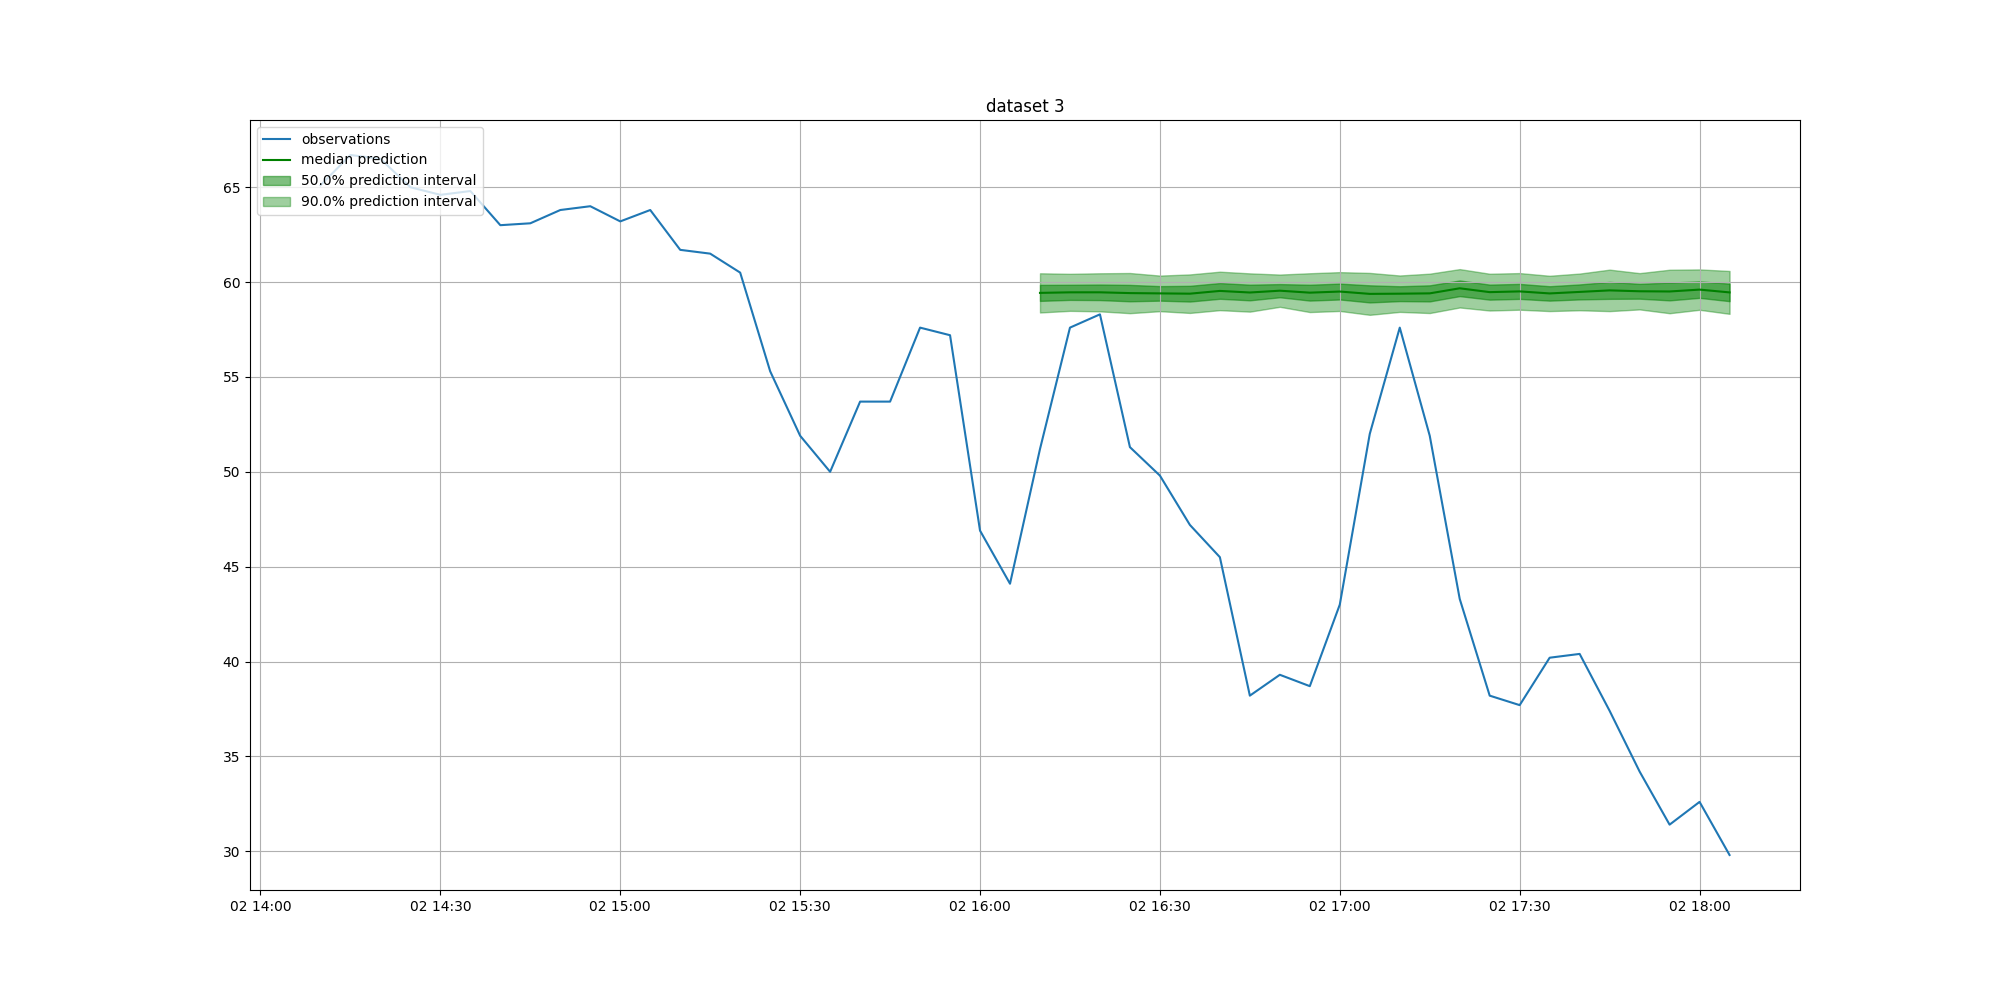 dataset 3
observations
median prediction
50.0% prediction interval
90.0% prediction interval
65
60
55
50
45
40
35
30
02 14:00 02 14:30 02 15:00 02 15:30 02 16:00 02 16:30 02 17:00 02 17:30 02 18:00